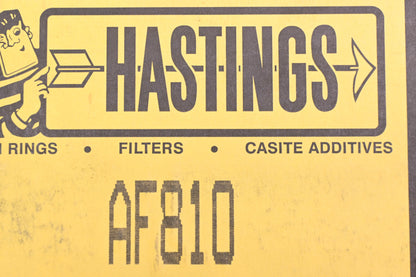 HASTINGS
RINGS • FILTERS • CASITE ADDITIVES
AF810